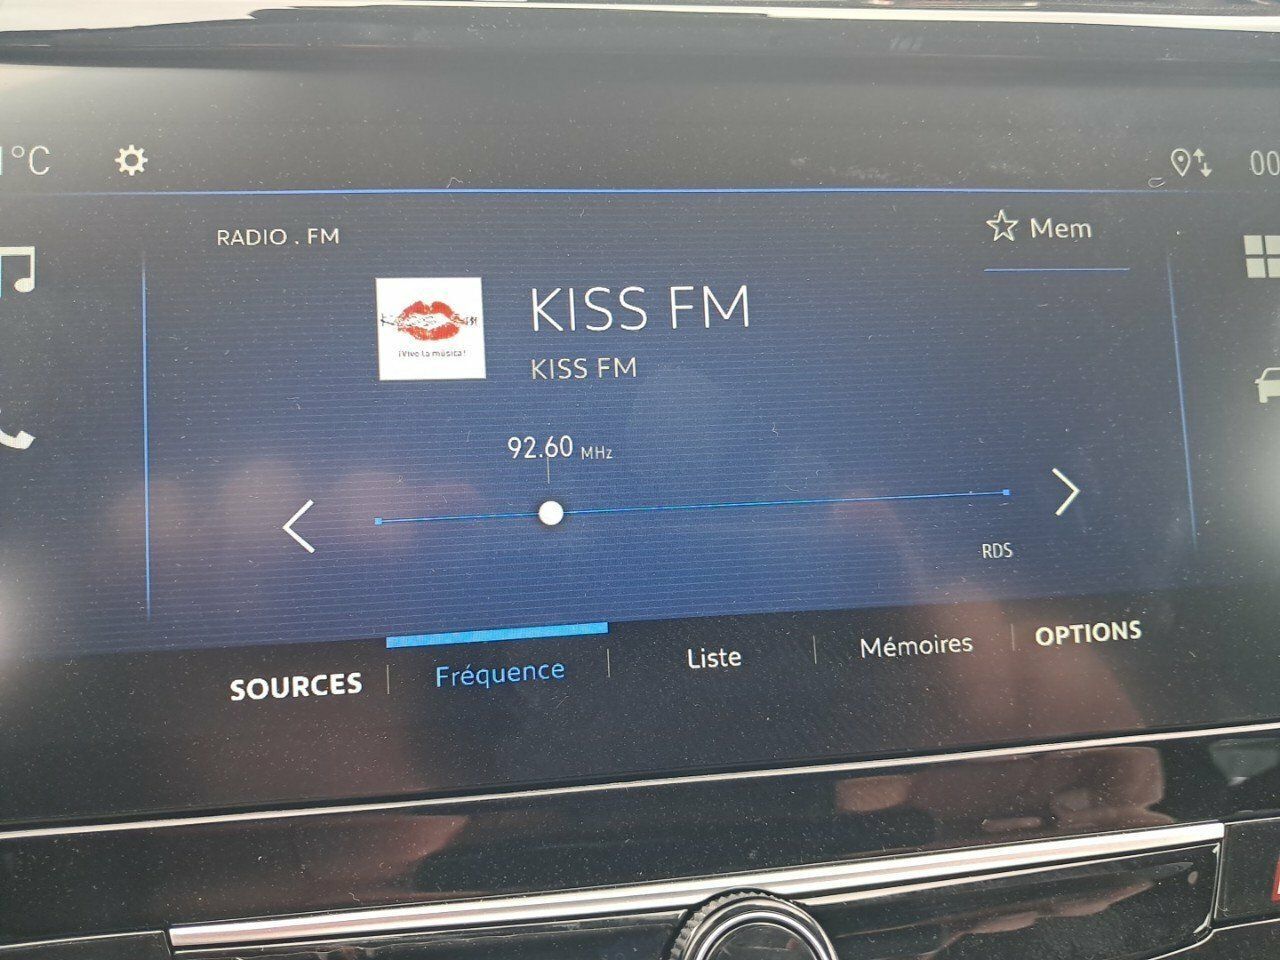 °C
00
RADIO . FM
Mem
KISS FM
¡Vive la música!
KISS FM
92.60 MHz
RDS
SOURCES
Fréquence
Liste
Mémoires
OPTIONS